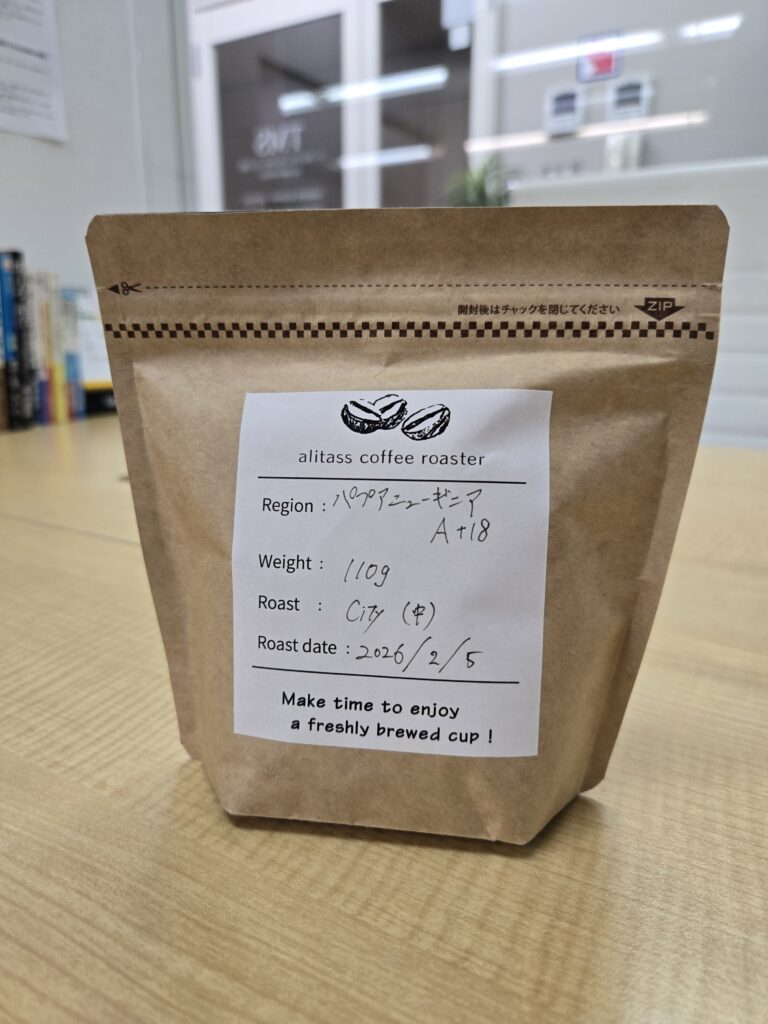 開封後はチャックを閉じてください ZIP
alitass coffee roaster
Region : パプアニューギニア
A+18
Weight : 110g
Roast : City (中)
Roast date : 2026/2/5
Make time to enjoy
a freshly brewed cup !